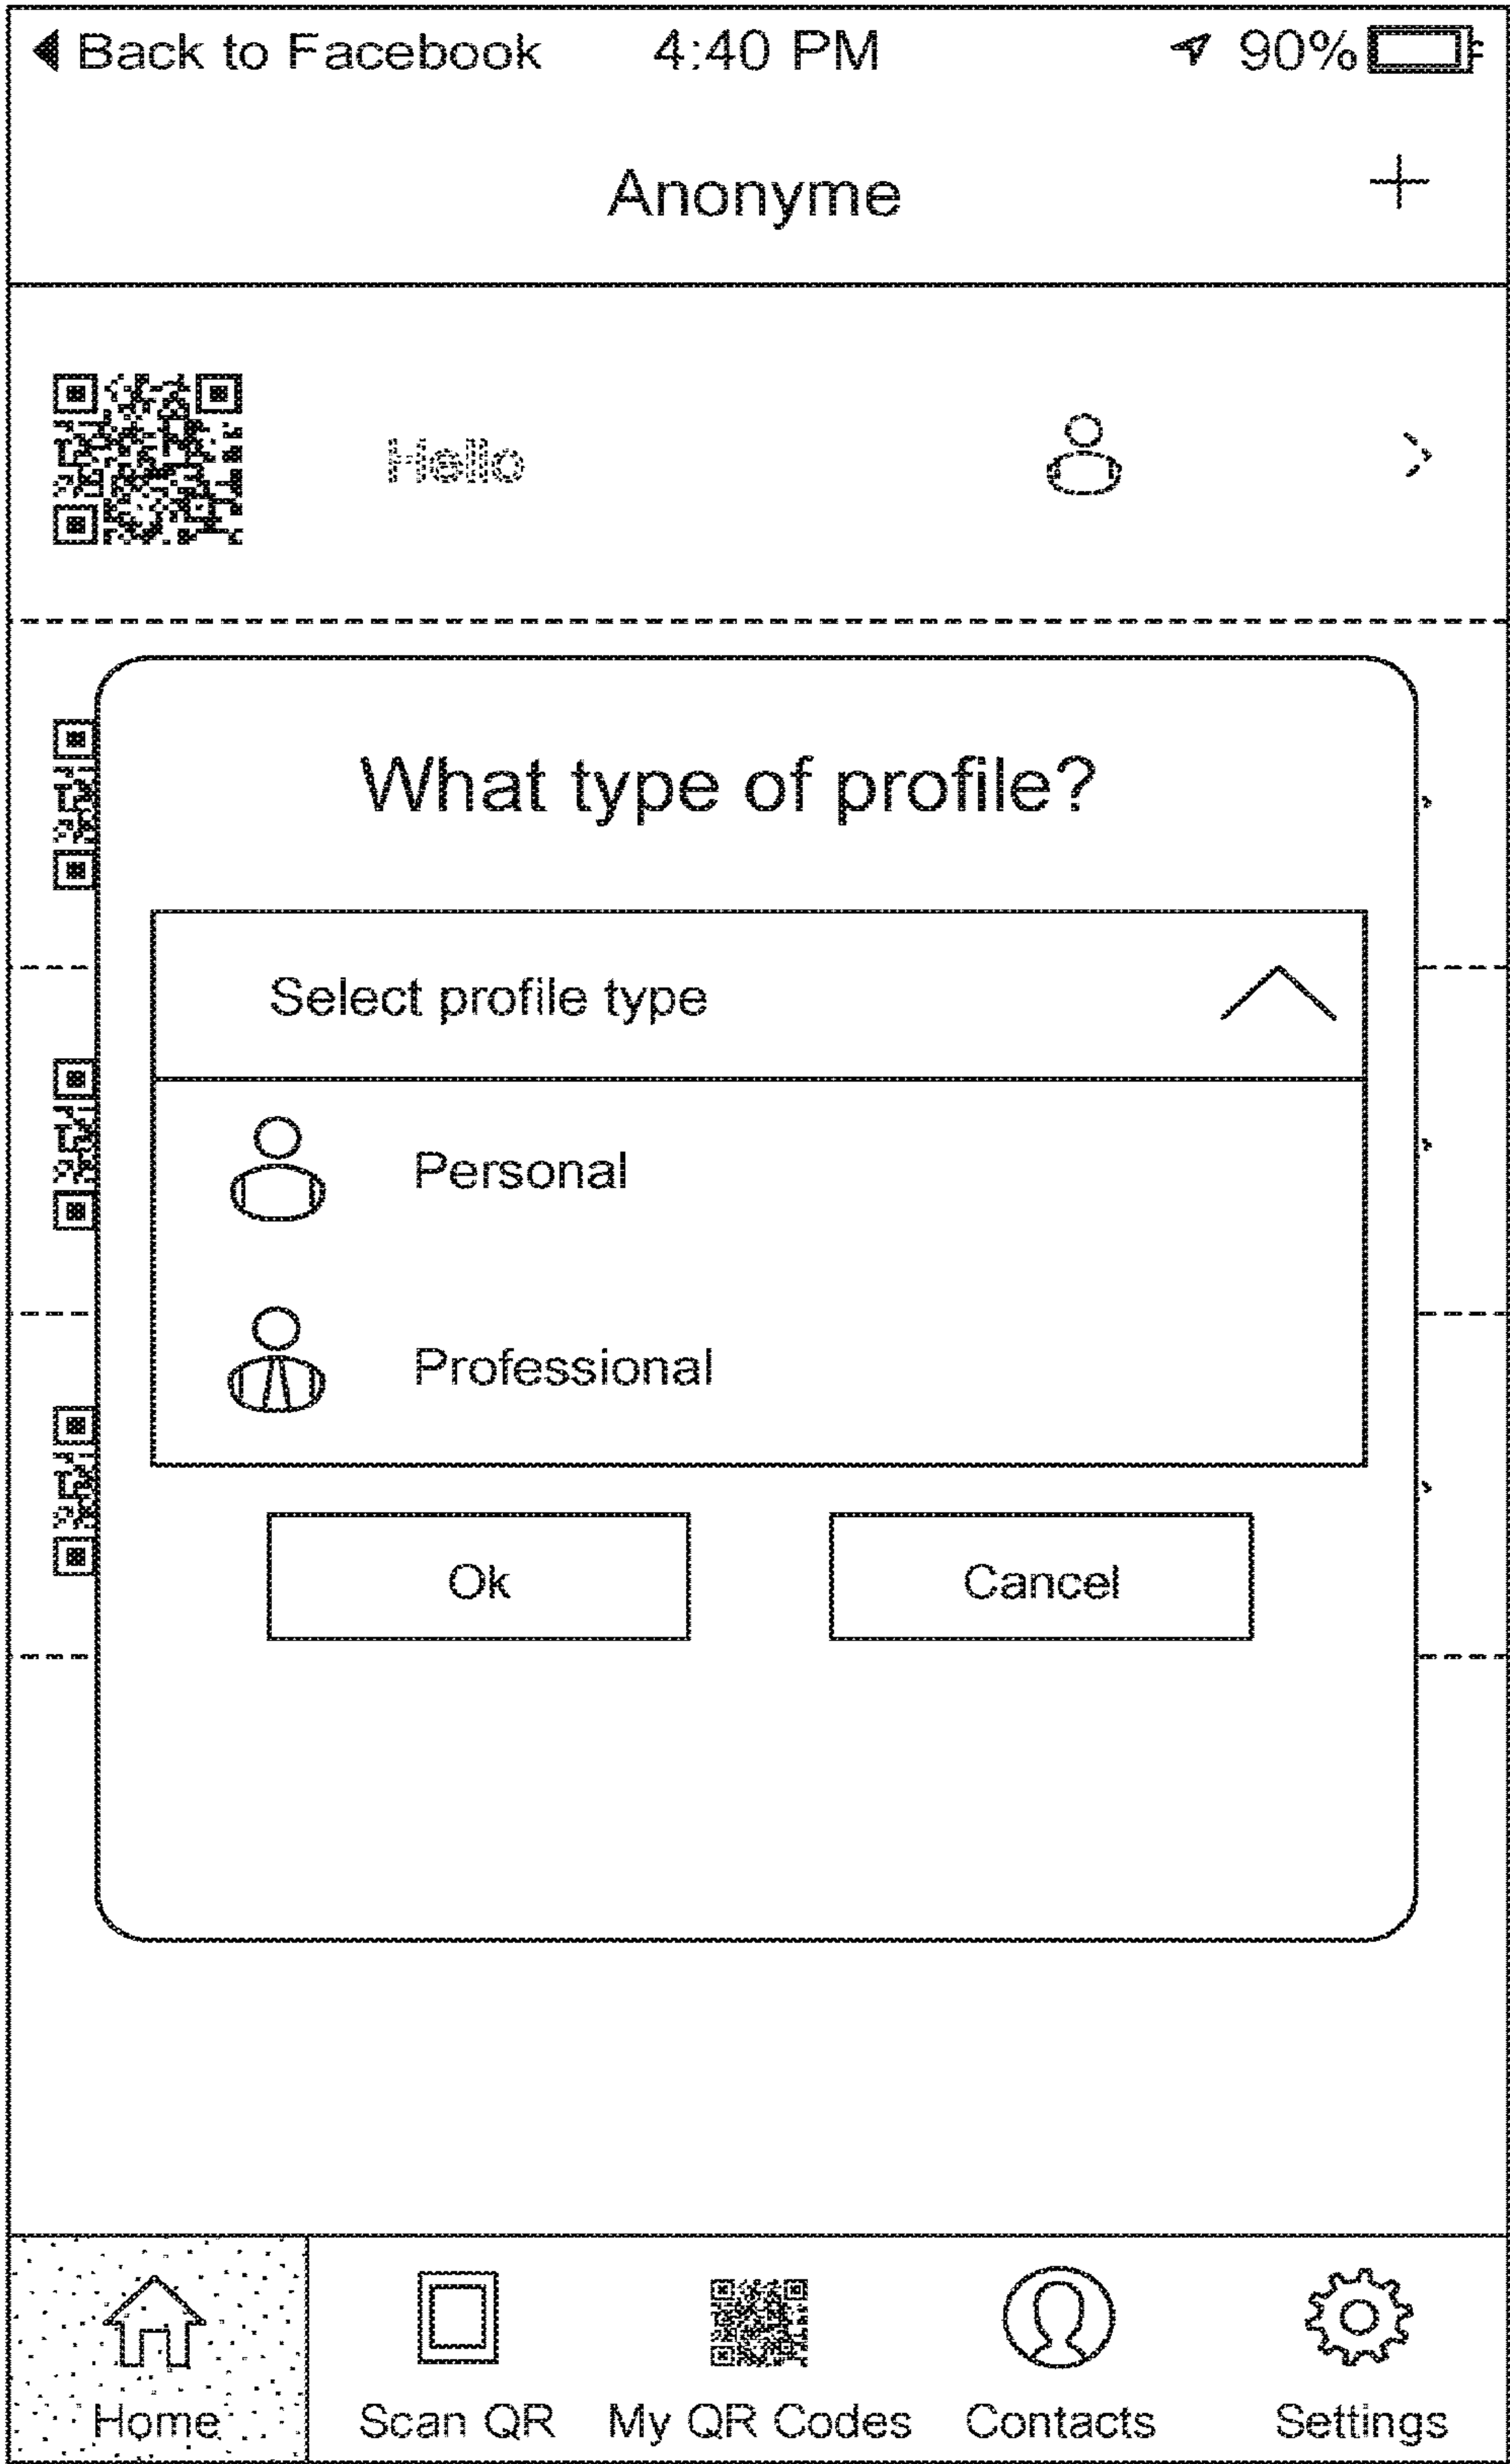 Back to Facebook 4:40 PM 90%
Anonyme +
Hello
What type of profile?
Select profile type
Personal
Professional
Ok Cancel
Home Scan QR My QR Codes Contacts Settings